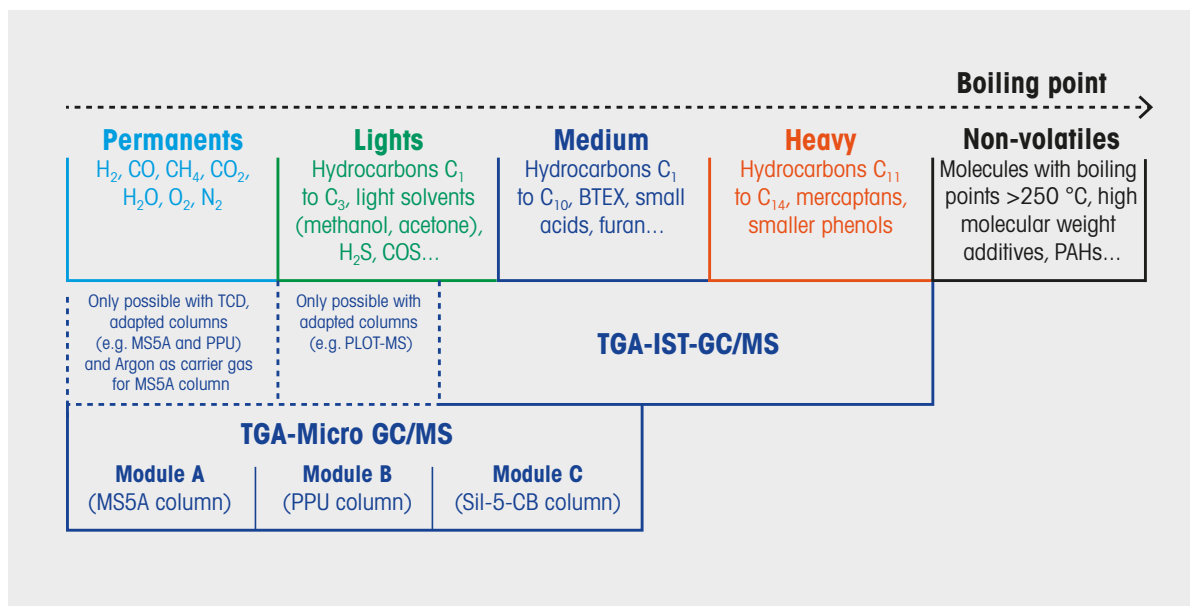 Boiling point
Permanents
H₂, CO, CH₄, CO₂,
H₂O, O₂, N₂
Lights
Hydrocarbons C₁
to C₃, light solvents
(methanol, acetone),
H₂S, COS...
Medium
Hydrocarbons C₁
to C₁₀, BTEX, small
acids, furan...
Heavy
Hydrocarbons C₁₁
to C₁₄, mercaptans,
smaller phenols
Non-volatiles
Molecules with boiling
points >250 °C, high
molecular weight
additives, PAHs...
Only possible with TCD,
adapted columns
(e.g. MS5A and PPU)
and Argon as carrier gas
for MS5A column
Only possible with
adapted columns
(e.g. PLOT-MS)
TGA-IST-GC/MS
TGA-Micro GC/MS
Module A
(MS5A column)
Module B
(PPU column)
Module C
(Sil-5-CB column)